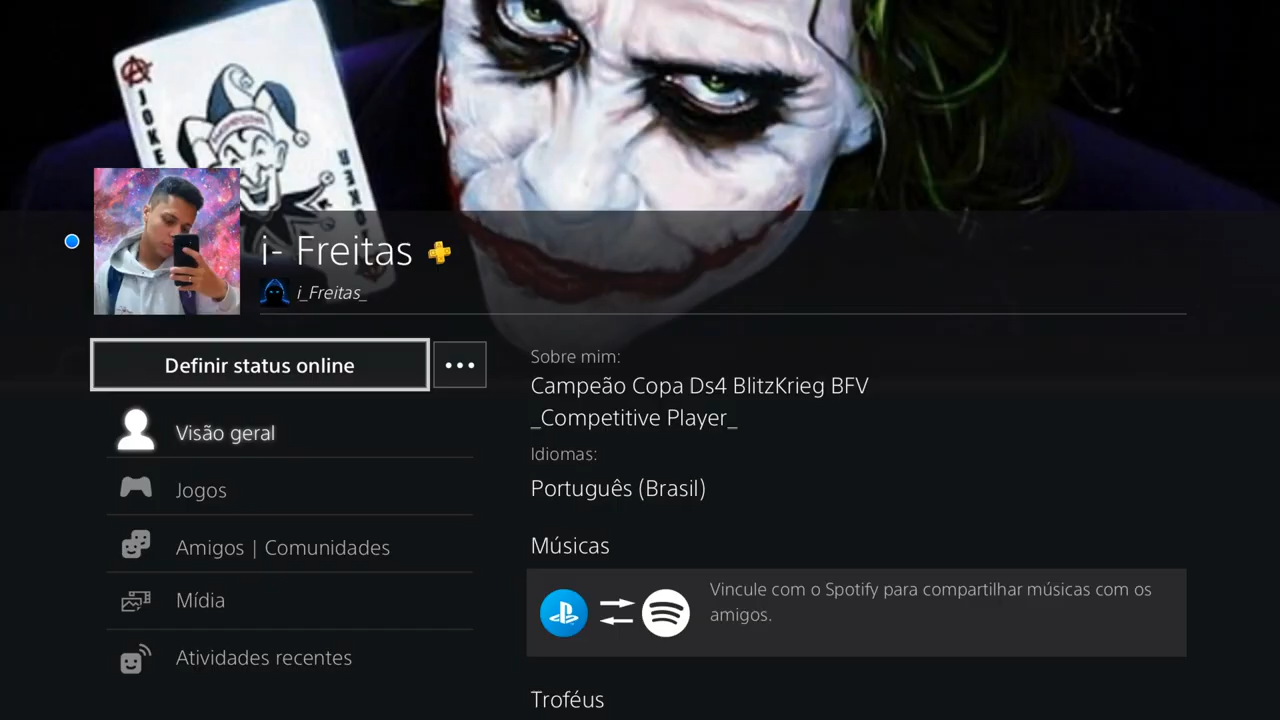 JOKER
JOKER
i- Freitas
i_Freitas_
Definir status online
Visão geral
Jogos
Amigos | Comunidades
Mídia
Atividades recentes
Sobre mim:
Campeão Copa Ds4 BlitzKrieg BFV
_Competitive Player_
Idiomas:
Português (Brasil)
Músicas
Vincule com o Spotify para compartilhar músicas com os
amigos.
Troféus